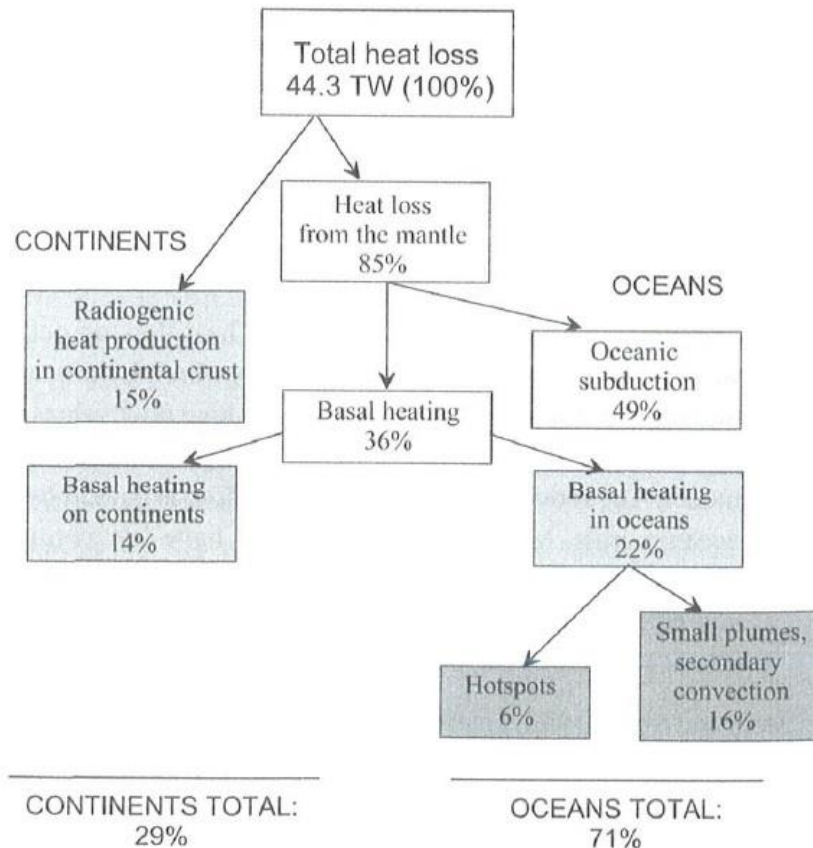 Total heat loss
44.3 TW (100%)
Heat loss
from the mantle
85%
CONTINENTS
OCEANS
Radiogenic
heat production
in continental crust
15%
Oceanic
subduction
49%
Basal heating
36%
Basal heating
on continents
14%
Basal heating
in oceans
22%
Small plumes,
secondary
convection
16%
Hotspots
6%
CONTINENTS TOTAL:
29%
OCEANS TOTAL:
71%